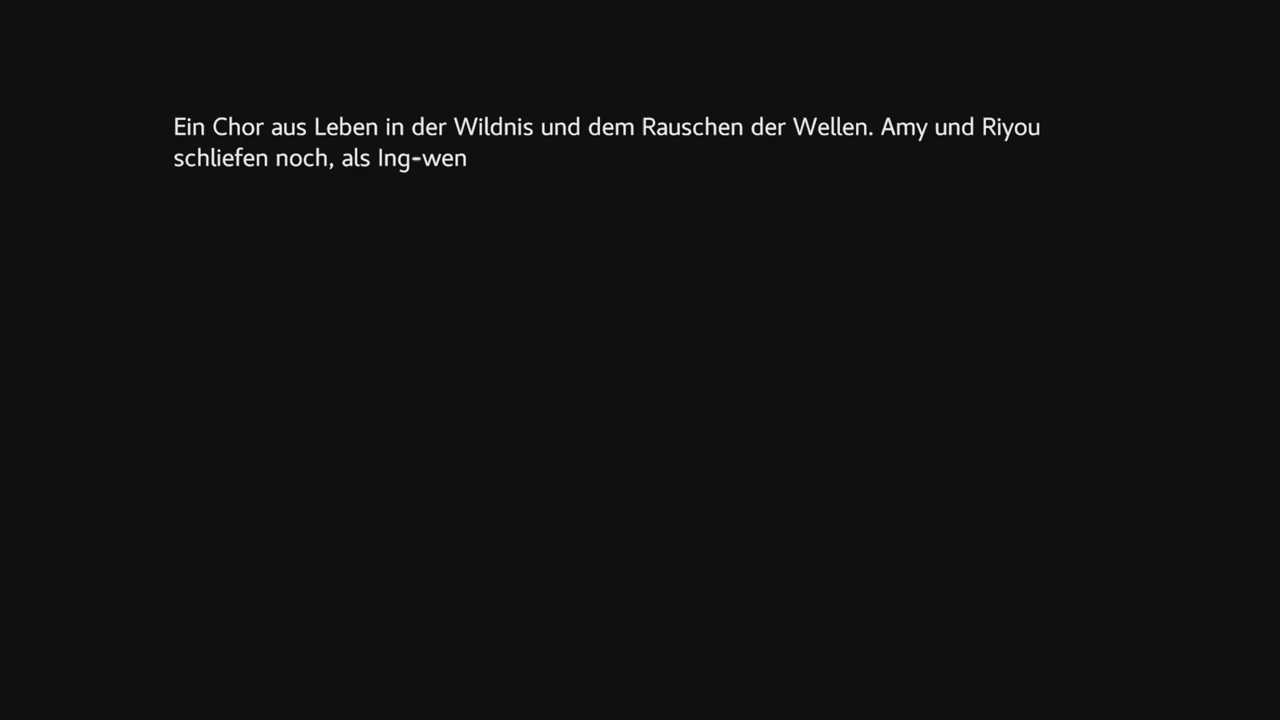 Ein Chor aus Leben in der Wildnis und dem Rauschen der Wellen. Amy und Riyou
schliefen noch, als Ing-wen